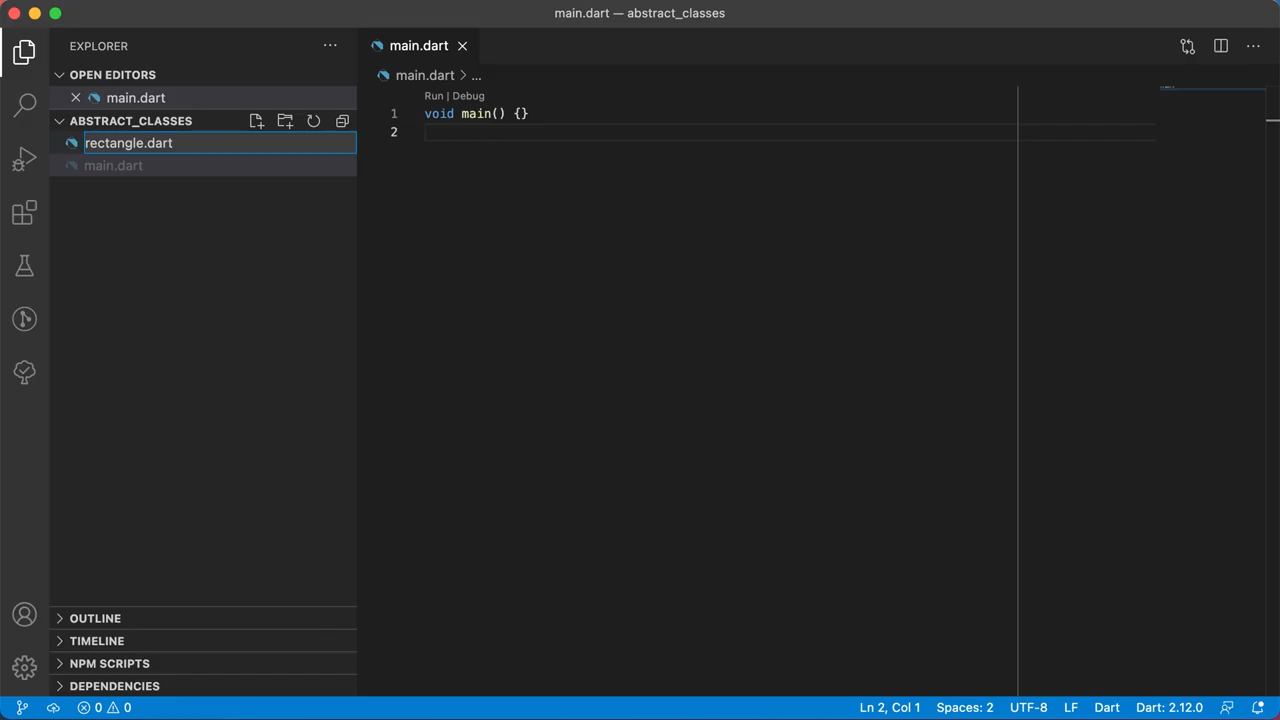 main.dart — abstract_classes
EXPLORER
main.dart
OPEN EDITORS
main.dart > ...
main.dart
Run | Debug
ABSTRACT_CLASSES
1 void main() {}
2
rectangle.dart
main.dart
OUTLINE
TIMELINE
NPM SCRIPTS
DEPENDENCIES
0 0
Ln 2, Col 1
Spaces: 2
UTF-8
LF
Dart
Dart: 2.12.0